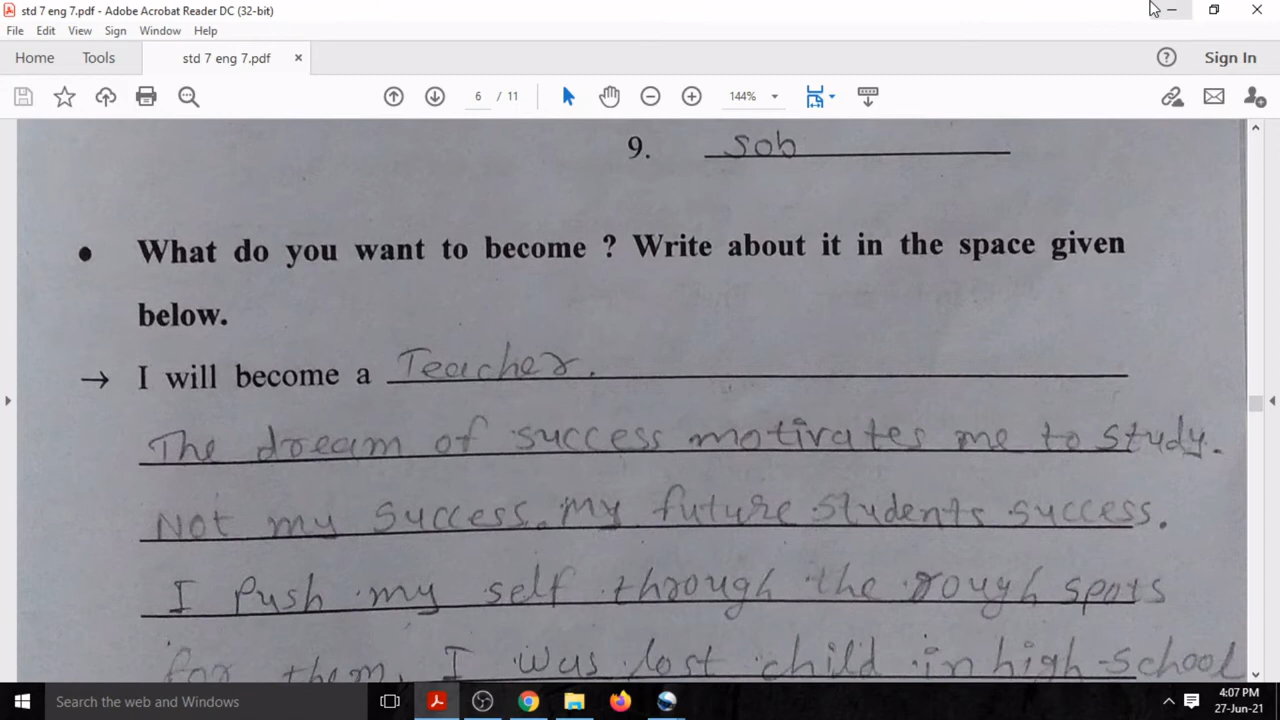 std 7 eng 7.pdf - Adobe Acrobat Reader DC (32-bit)
File Edit View Sign Window Help
Home Tools std 7 eng 7.pdf × Sign In
6 / 11 144%
9. sob
• What do you want to become ? Write about it in the space given
below.
→ I will become a Teacher.
The dream of success motivates me to study.
Not my success. my future students success.
I Push my self through the rough spots
for them. I was lost child in high-school
Search the web and Windows
4:07 PM
27-Jun-21